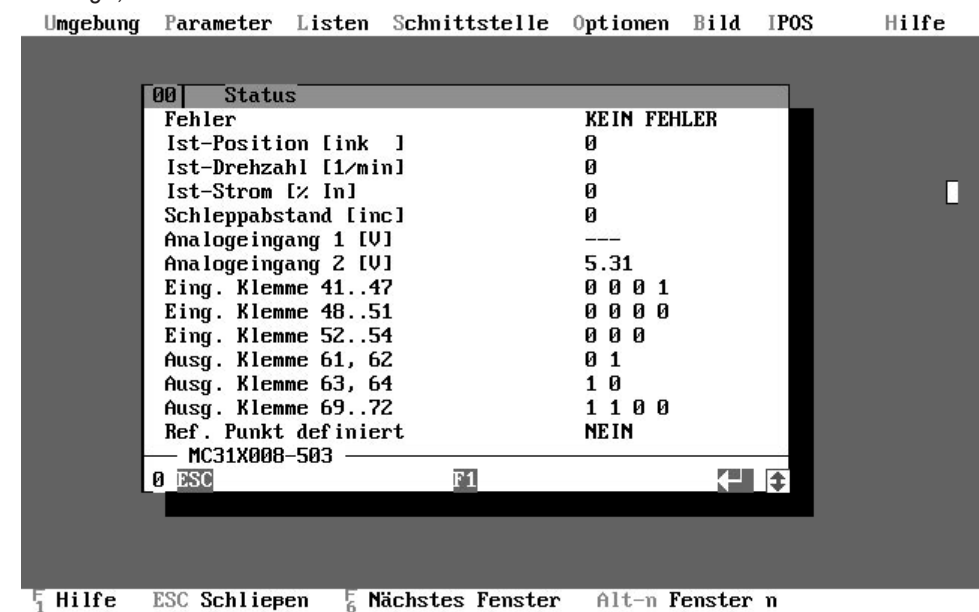 Umgebung Parameter Listen Schnittstelle Optionen Bild IPOS Hilfe
00 Status
Fehler KEIN FEHLER
Ist-Position [ink ] 0
Ist-Drehzahl [1/min] 0
Ist-Strom [% In] 0
Schleppabstand [inc] 0
Analogeingang 1 [V] ---
Analogeingang 2 [V] 5.31
Eing. Klemme 41..47 0 0 0 1
Eing. Klemme 48..51 0 0 0 0
Eing. Klemme 52..54 0 0 0
Ausg. Klemme 61, 62 0 1
Ausg. Klemme 63, 64 1 0
Ausg. Klemme 69..72 1 1 0 0
Ref. Punkt definiert NEIN
MC31X008-503
0 ESC F1
F1 Hilfe ESC Schliepen F6 Nächstes Fenster Alt-n Fenster n